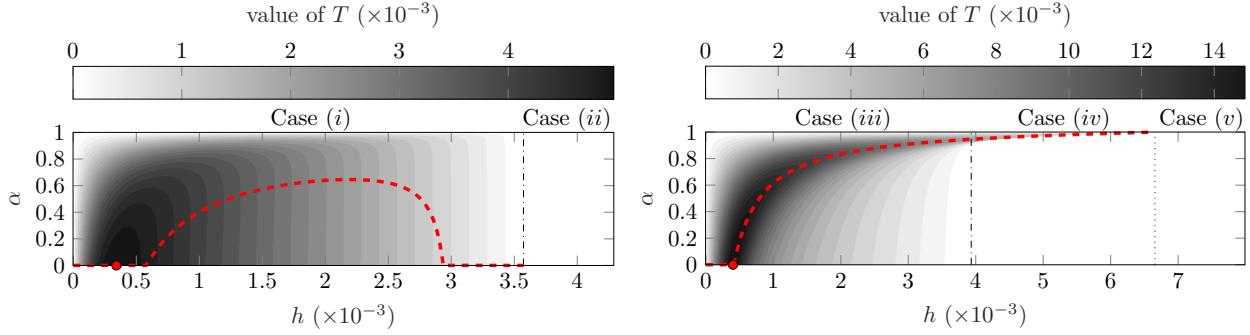 value of T (×10⁻³)
0 1 2 3 4
Case (i) Case (ii)
1
0.8
0.6
0.4
0.2
0
α
0 0.5 1 1.5 2 2.5 3 3.5 4
h (×10⁻³)
value of T (×10⁻³)
0 2 4 6 8 10 12 14
Case (iii) Case (iv) Case (v)
1
0.8
0.6
0.4
0.2
0
α
0 1 2 3 4 5 6 7
h (×10⁻³)